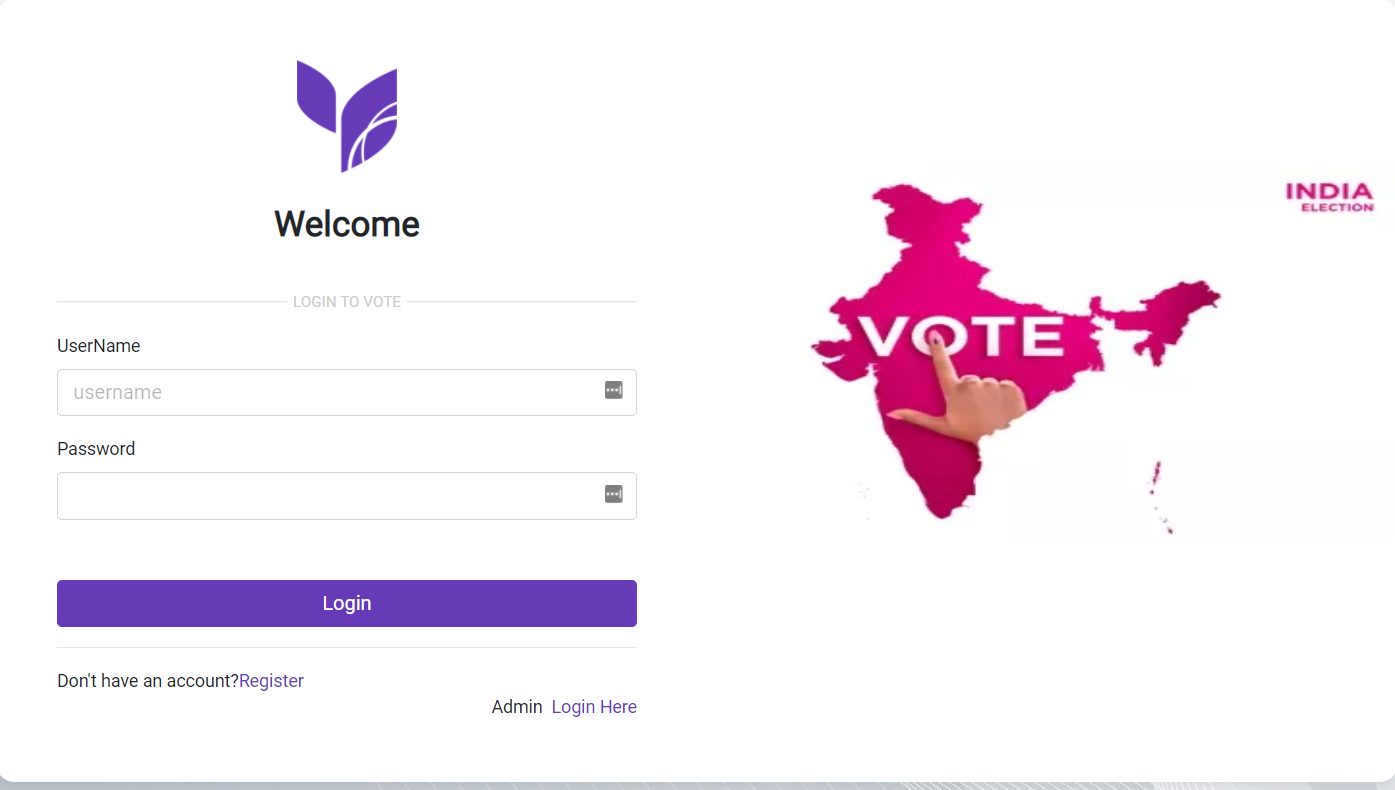 Welcome
LOGIN TO VOTE
UserName
username
Password
Login
Don't have an account?Register
Admin Login Here
INDIA
ELECTION
VOTE